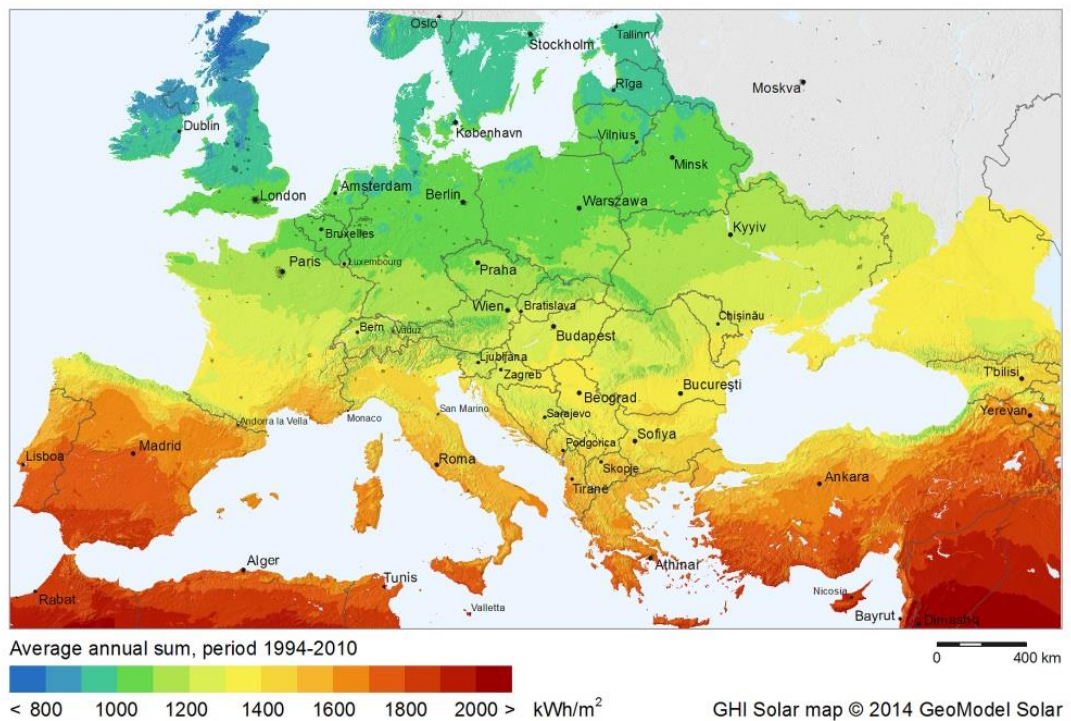 Oslo
Stockholm
Tallinn
Rīga
Moskva
Dublin
København
Vilnius
Minsk
London
Amsterdam
Berlin
Warszawa
Bruxelles
Kyyiv
Paris
Luxembourg
Praha
Wien
Bratislava
Bern
Vaduz
Budapest
Chişinău
Ljubljana
Zagreb
T'bilisi
Beograd
Bucureşti
Andorra la Vella
Monaco
San Marino
Sarajevo
Yerevan
Lisboa
Madrid
Roma
Podgorica
Sofiya
Skopje
Tiranë
Ankara
Alger
Tunis
Athínai
Rabat
Valletta
Nicosia
Bayrut
Dimashq
Average annual sum, period 1994-2010
0 400 km
< 800 1000 1200 1400 1600 1800 2000 > kWh/m²
GHI Solar map © 2014 GeoModel Solar